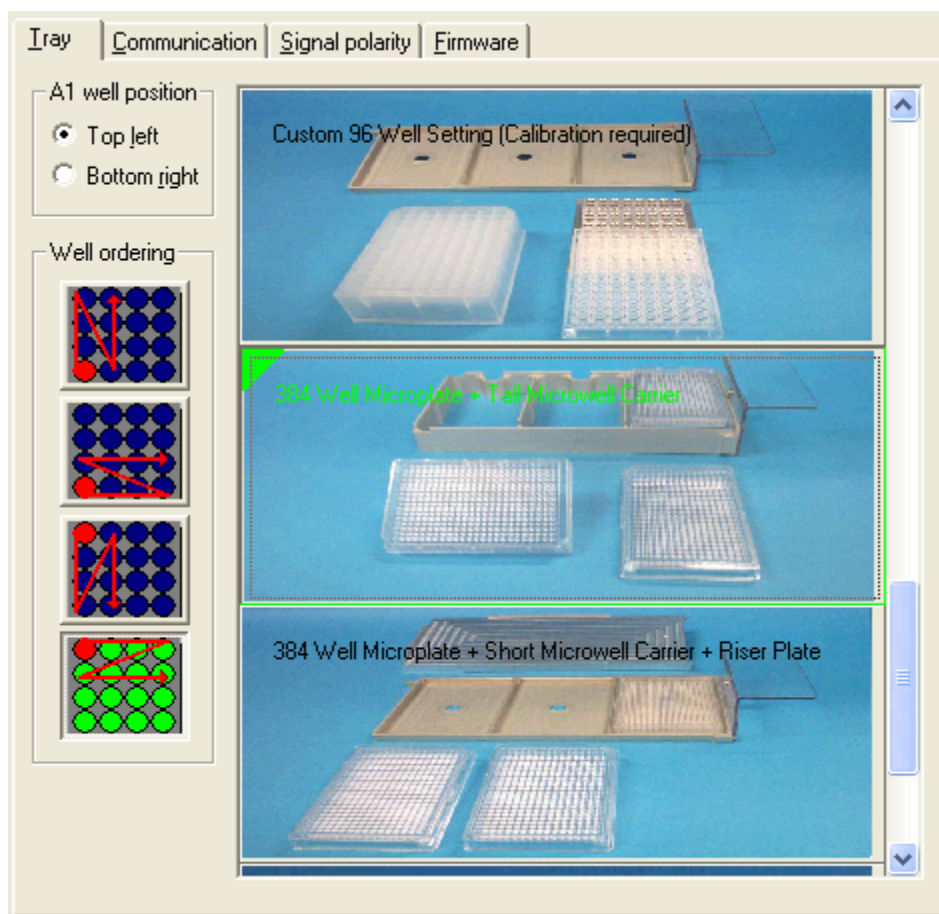 Tray
Communication
Signal polarity
Firmware
A1 well position
Top left
Bottom right
Well ordering
Custom 96 Well Setting (Calibration required)
384 Well Microplate + Tall Microwell Carrier
384 Well Microplate + Short Microwell Carrier + Riser Plate